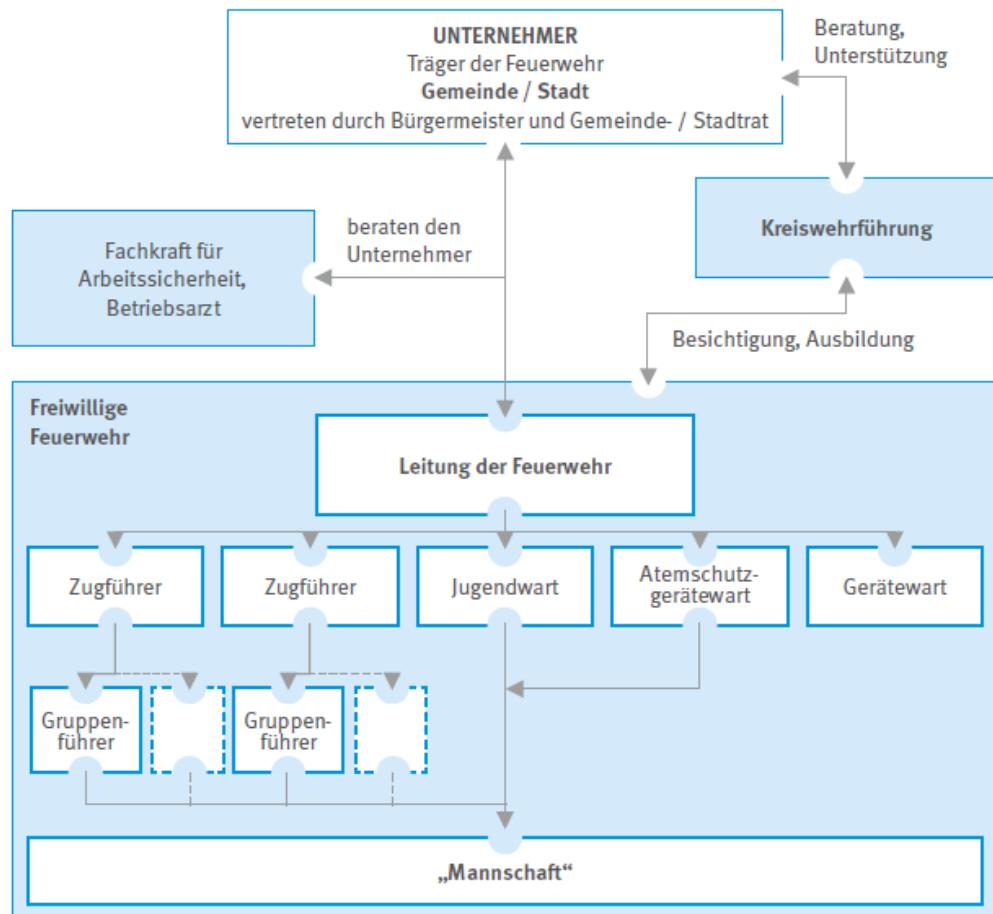 UNTERNEHMER
Träger der Feuerwehr
Gemeinde / Stadt
vertreten durch Bürgermeister und Gemeinde- / Stadtrat
Beratung,
Unterstützung
Kreiswehrführung
beraten den
Unternehmer
Fachkraft für
Arbeitssicherheit,
Betriebsarzt
Besichtigung, Ausbildung
Freiwillige
Feuerwehr
Leitung der Feuerwehr
Zugführer
Zugführer
Jugendwart
Atemschutz-
gerätewart
Gerätewart
Gruppen-
führer
Gruppen-
führer
„Mannschaft“